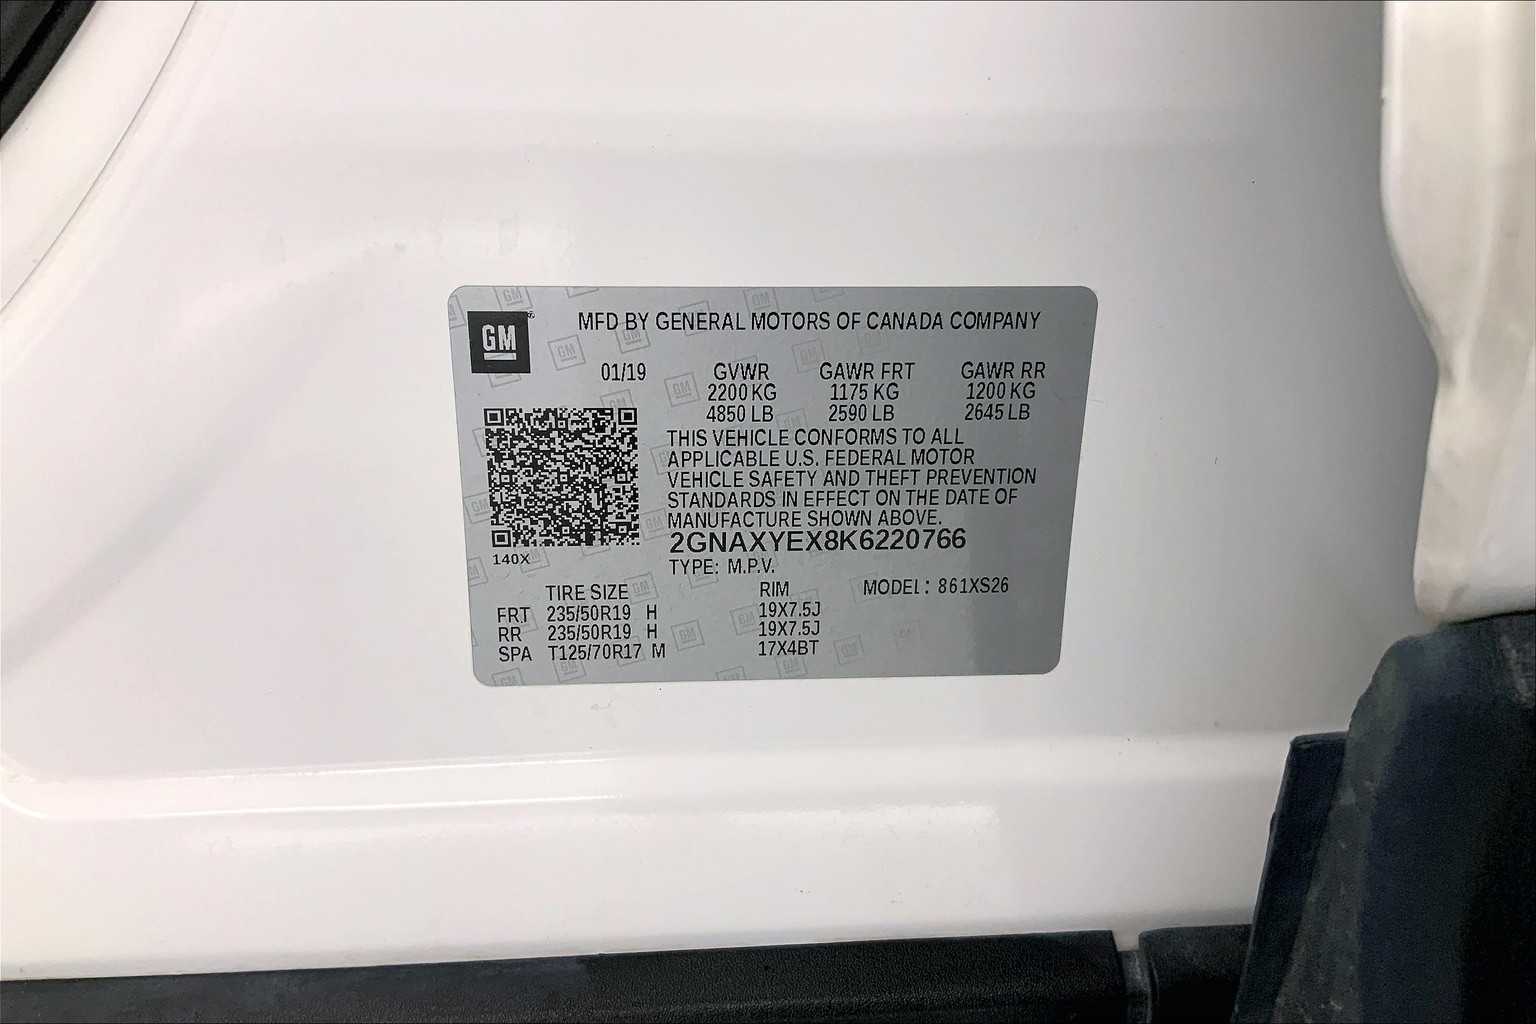 GM
MFD BY GENERAL MOTORS OF CANADA COMPANY
01/19 GVWR GAWR FRT GAWR RR
2200 KG 1175 KG 1200 KG
4850 LB 2590 LB 2645 LB
THIS VEHICLE CONFORMS TO ALL
APPLICABLE U.S. FEDERAL MOTOR
VEHICLE SAFETY AND THEFT PREVENTION
STANDARDS IN EFFECT ON THE DATE OF
MANUFACTURE SHOWN ABOVE.
2GNAXYEX8K6220766
140X
TYPE: M.P.V.
TIRE SIZE RIM MODEL: 861XS26
FRT 235/50R19 H 19X7.5J
RR 235/50R19 H 19X7.5J
SPA T125/70R17 M 17X4BT